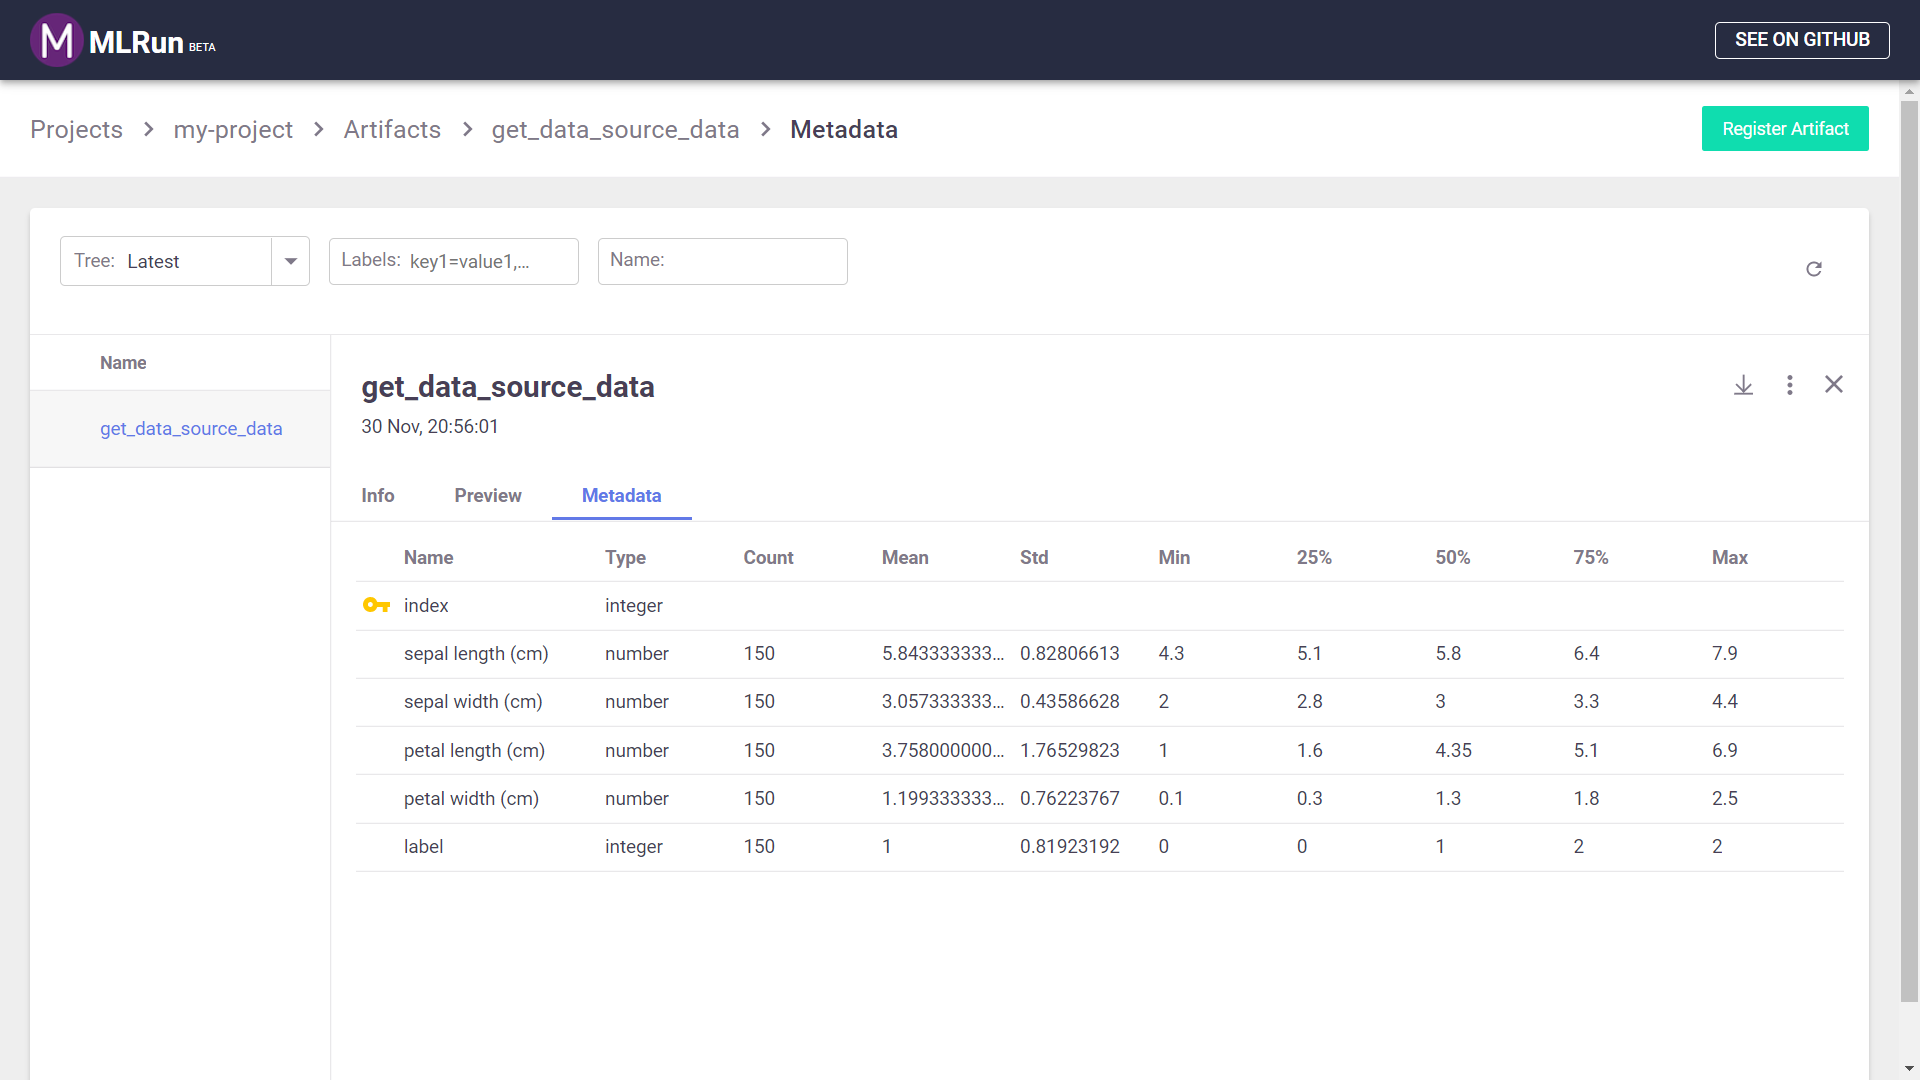 M MLRun BETA
SEE ON GITHUB
Projects > my-project > Artifacts > get_data_source_data > Metadata
Register Artifact
Tree: Latest
Labels: key1=value1,...
Name:
Name
get_data_source_data
get_data_source_data
30 Nov, 20:56:01
Info Preview Metadata
Name Type Count Mean Std Min 25% 50% 75% Max
index integer
sepal length (cm) number 150 5.843333333... 0.82806613 4.3 5.1 5.8 6.4 7.9
sepal width (cm) number 150 3.057333333... 0.43586628 2 2.8 3 3.3 4.4
petal length (cm) number 150 3.758000000... 1.76529823 1 1.6 4.35 5.1 6.9
petal width (cm) number 150 1.199333333... 0.76223767 0.1 0.3 1.3 1.8 2.5
label integer 150 1 0.81923192 0 0 1 2 2